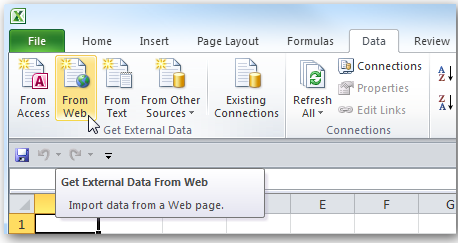 File Home Insert Page Layout Formulas Data Review
From Access
From Web
From Text
From Other Sources
Existing Connections
Refresh All
Connections
Properties
Edit Links
A Z
Z A
Get External Data
Connections
Get External Data From Web
Import data from a Web page.
E F G
1